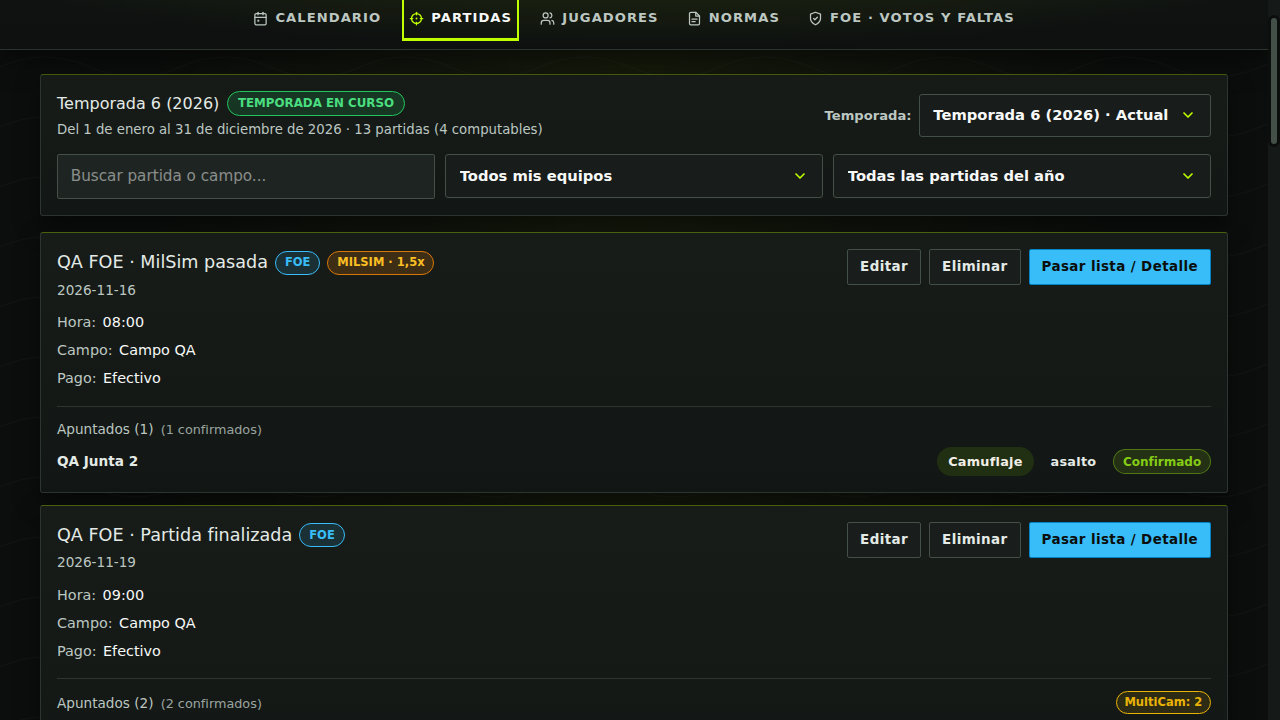 CALENDARIO PARTIDAS JUGADORES NORMAS FOE · VOTOS Y FALTAS
Temporada 6 (2026) TEMPORADA EN CURSO
Del 1 de enero al 31 de diciembre de 2026 · 13 partidas (4 computables)
Temporada: Temporada 6 (2026) · Actual
Buscar partida o campo... Todos mis equipos Todas las partidas del año
QA FOE · MilSim pasada FOE MILSIM · 1,5x Editar Eliminar Pasar lista / Detalle
2026-11-16
Hora: 08:00
Campo: Campo QA
Pago: Efectivo
Apuntados (1) (1 confirmados)
QA Junta 2 Camuflaje asalto Confirmado
QA FOE · Partida finalizada FOE Editar Eliminar Pasar lista / Detalle
2026-11-19
Hora: 09:00
Campo: Campo QA
Pago: Efectivo
Apuntados (2) (2 confirmados) MultiCam: 2